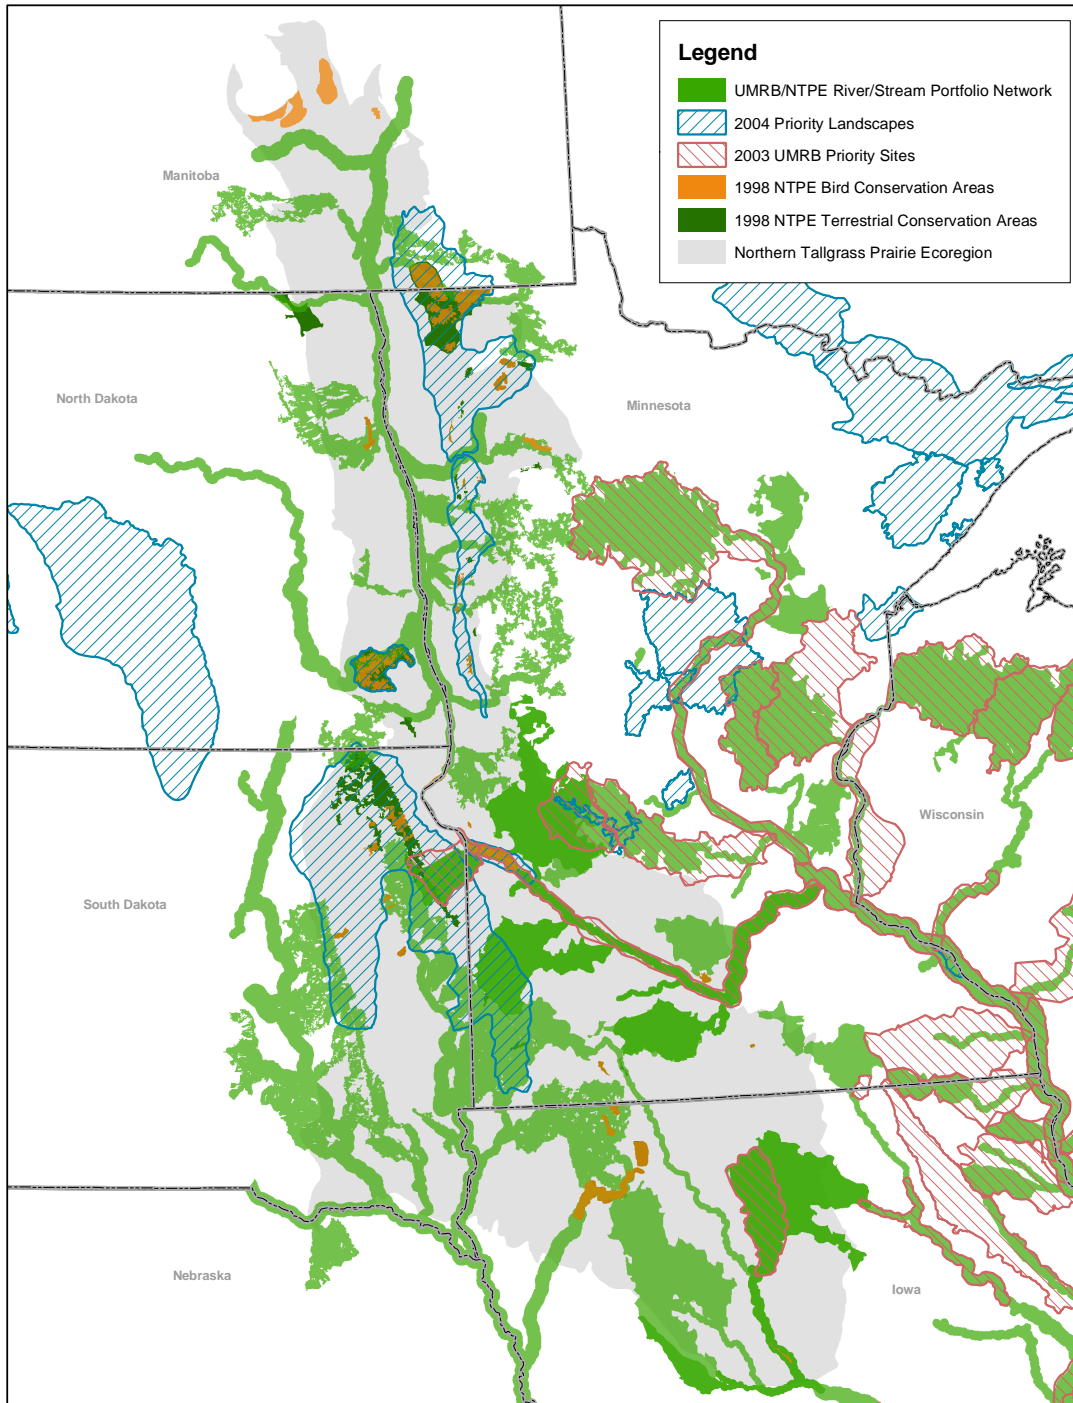 Legend
UMRB/NTPE River/Stream Portfolio Network
2004 Priority Landscapes
2003 UMRB Priority Sites
1998 NTPE Bird Conservation Areas
1998 NTPE Terrestrial Conservation Areas
Northern Tallgrass Prairie Ecoregion
Manitoba
North Dakota
Minnesota
Wisconsin
South Dakota
Nebraska
Iowa